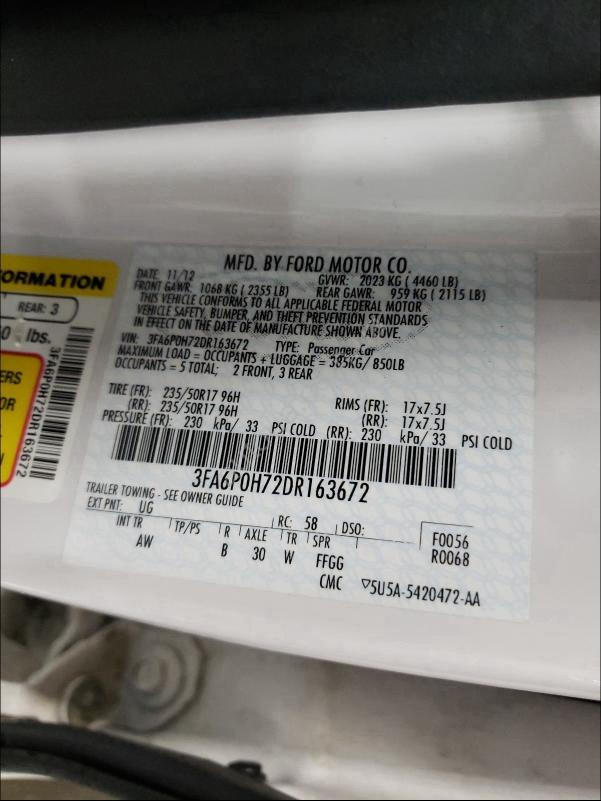 MFD. BY FORD MOTOR CO.
DATE 11/12 GVWR: 2023 KG ( 4460 LB)
FRONT GAWR: 1068 KG ( 2355 LB) REAR GAWR: 959 KG ( 2115 LB)
THIS VEHICLE CONFORMS TO ALL APPLICABLE FEDERAL MOTOR
VEHICLE SAFETY, BUMPER, AND THEFT PREVENTION STANDARDS
IN EFFECT ON THE DATE OF MANUFACTURE SHOWN ABOVE.
VIN: 3FA6P0H72DR163672 TYPE: Passenger Car
MAXIMUM LOAD = OCCUPANTS + LUGGAGE = 385KG/ 850LB
OCCUPANTS = 5 TOTAL; 2 FRONT, 3 REAR
TIRE (FR): 235/50R17 96H RIMS (FR): 17x7.5J
(RR): 235/50R17 96H (RR): 17x7.5J
PRESSURE (FR): 230 kPa/ 33 PSI COLD (RR): 230 kPa/ 33 PSI COLD
3FA6P0H72DR163672
TRAILER TOWING - SEE OWNER GUIDE
EXT PNT: UG RC: 58 DSO: F0056
INT TR TP/PS R AXLE TR SPR R0068
AW B 30 W FFGG
CMC ▽5U5A-5420472-AA
FORMATION
REAR: 3
0 lbs.
ERS
OR
N
3FA6P0H72DR163672